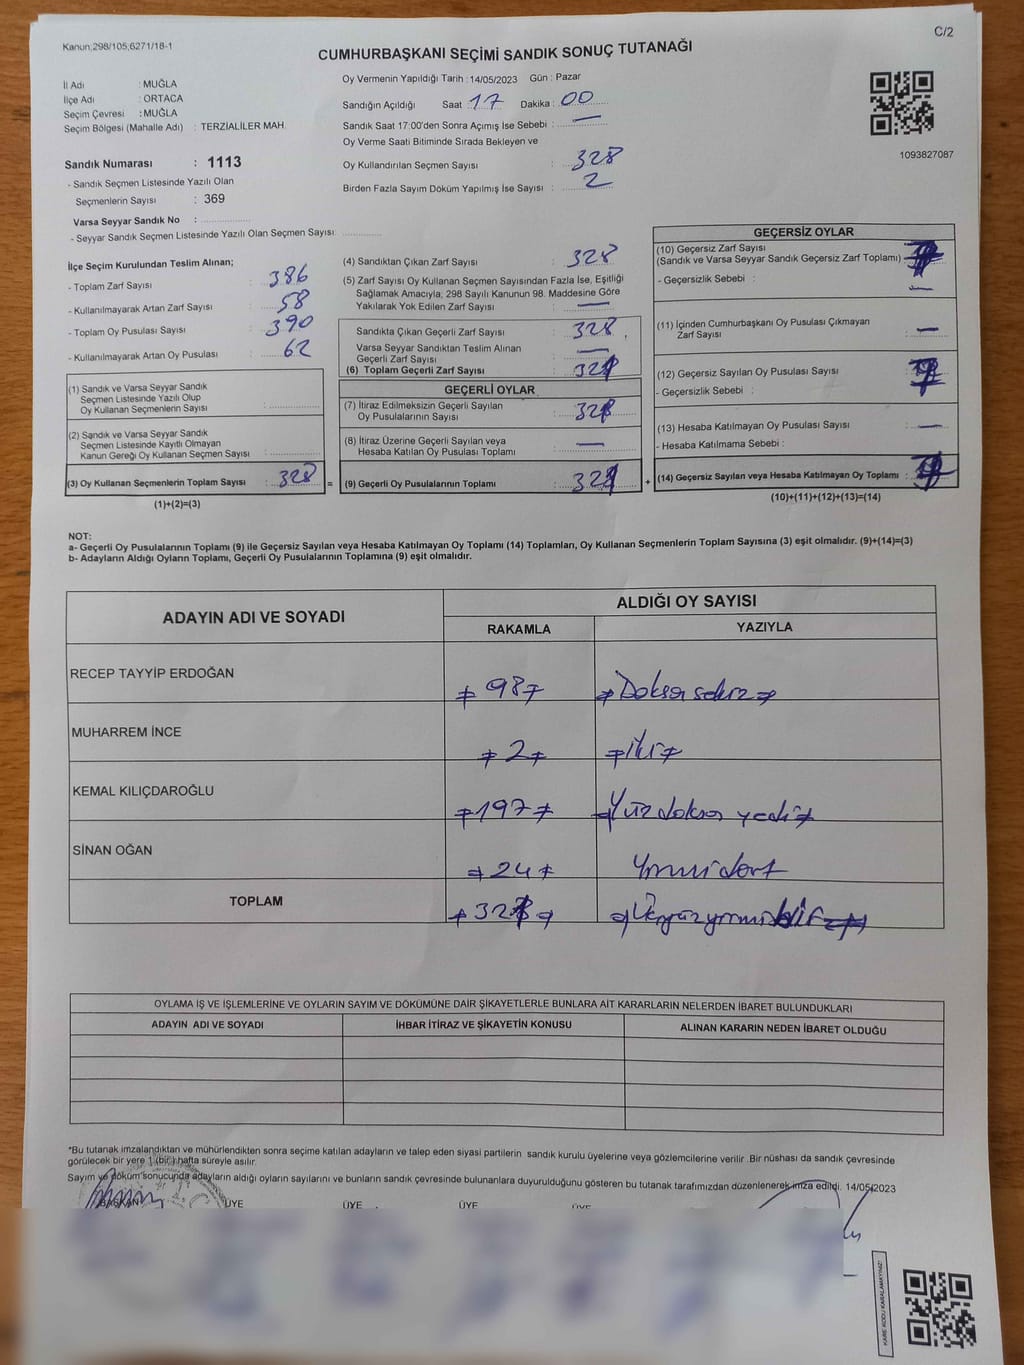 Kanun;298/105;6271/18-1
C/2
CUMHURBAŞKANI SEÇİMİ SANDIK SONUÇ TUTANAĞI
İl Adı : MUĞLA
İlçe Adı : ORTACA
Seçim Çevresi : MUĞLA
Seçim Bölgesi (Mahalle Adı) : TERZİALİLER MAH.
Sandık Numarası : 1113
- Sandık Seçmen Listesinde Yazılı Olan
Seçmenlerin Sayısı : 369
Varsa Seyyar Sandık No :
- Seyyar Sandık Seçmen Listesinde Yazılı Olan Seçmen Sayısı:
Oy Vermenin Yapıldığı Tarih : 14/05/2023 Gün : Pazar
Sandığın Açıldığı Saat 17 Dakika : 00
Sandık Saat 17:00'den Sonra Açımış İse Sebebi : —
Oy Verme Saati Bitiminde Sırada Bekleyen ve
Oy Kullandırılan Seçmen Sayısı : 328
Birden Fazla Sayım Döküm Yapılmış İse Sayısı : 2
1093827087
İlçe Seçim Kurulundan Teslim Alınan;
- Toplam Zarf Sayısı : 386
- Kullanılmayarak Artan Zarf Sayısı : 58
- Toplam Oy Pusulası Sayısı : 390
- Kullanılmayarak Artan Oy Pusulası : 62
(1) Sandık ve Varsa Seyyar Sandık
Seçmen Listesinde Yazılı Olup
Oy Kullanan Seçmenlerin Sayısı :
(2) Sandık ve Varsa Seyyar Sandık
Seçmen Listesinde Kayıtlı Olmayan
Kanun Gereği Oy Kullanan Seçmen Sayısı :
(3) Oy Kullanan Seçmenlerin Toplam Sayısı : 328 =
(1)+(2)=(3)
(4) Sandıktan Çıkan Zarf Sayısı : 328
(5) Zarf Sayısı Oy Kullanan Seçmen Sayısından Fazla İse, Eşitliği
Sağlamak Amacıyla; 298 Sayılı Kanunun 98. Maddesine Göre
Yakılarak Yok Edilen Zarf Sayısı : —
Sandıkta Çıkan Geçerli Zarf Sayısı : 328
Varsa Seyyar Sandıktan Teslim Alınan
Geçerli Zarf Sayısı : —
(6) Toplam Geçerli Zarf Sayısı :
GEÇERLİ OYLAR
(7) İtiraz Edilmeksizin Geçerli Sayılan
Oy Pusulalarının Sayısı :
(8) İtiraz Üzerine Geçerli Sayılan veya
Hesaba Katılan Oy Pusulası Toplamı : —
(9) Geçerli Oy Pusulalarının Toplamı : +
GEÇERSİZ OYLAR
(10) Geçersiz Zarf Sayısı
(Sandık ve Varsa Seyyar Sandık Geçersiz Zarf Toplamı) :
- Geçersizlik Sebebi : —
(11) İçinden Cumhurbaşkanı Oy Pusulası Çıkmayan
Zarf Sayısı : —
(12) Geçersiz Sayılan Oy Pusulası Sayısı :
- Geçersizlik Sebebi :
(13) Hesaba Katılmayan Oy Pusulası Sayısı : —
- Hesaba Katılmama Sebebi :
(14) Geçersiz Sayılan veya Hesaba Katılmayan Oy Toplamı :
(10)+(11)+(12)+(13)=(14)
NOT:
a- Geçerli Oy Pusulalarının Toplamı (9) ile Geçersiz Sayılan veya Hesaba Katılmayan Oy Toplamı (14) Toplamları, Oy Kullanan Seçmenlerin Toplam Sayısına (3) eşit olmalıdır. (9)+(14)=(3)
b- Adayların Aldığı Oyların Toplamı, Geçerli Oy Pusulalarının Toplamına (9) eşit olmalıdır.
ADAYIN ADI VE SOYADI
ALDIĞI OY SAYISI
RAKAMLA YAZIYLA
RECEP TAYYİP ERDOĞAN 98 Doksan sekiz
MUHARREM İNCE 2 iki
KEMAL KILIÇDAROĞLU 197 Yüz doksan yedi
SİNAN OĞAN 24 Yirmi dört
TOPLAM Üçyüzyirmi bir
OYLAMA İŞ VE İŞLEMLERİNE VE OYLARIN SAYIM VE DÖKÜMÜNE DAİR ŞİKAYETLERLE BUNLARA AİT KARARLARIN NELERDEN İBARET BULUNDUKLARI
ADAYIN ADI VE SOYADI İHBAR İTİRAZ VE ŞİKAYETİN KONUSU ALINAN KARARIN NEDEN İBARET OLDUĞU
*Bu tutanak imzalandıktan ve mühürlendikten sonra seçime katılan adayların ve talep eden siyasi partilerin sandık kurulu üyelerine veya gözlemcilerine verilir .Bir nüshası da sandık çevresinde
görülecek bir yere 1 (bir) hafta süreyle asılır.
Sayım ve döküm sonucunda adayların aldığı oyların sayılarını ve bunların sandık çevresinde bulunanlara duyurulduğunu gösteren bu tutanak tarafımızdan düzenlenerek imza edildi. 14/05/2023
BAŞKAN ÜYE ÜYE ÜYE ÜYE
KARE KODU KARALAMAYINIZ!